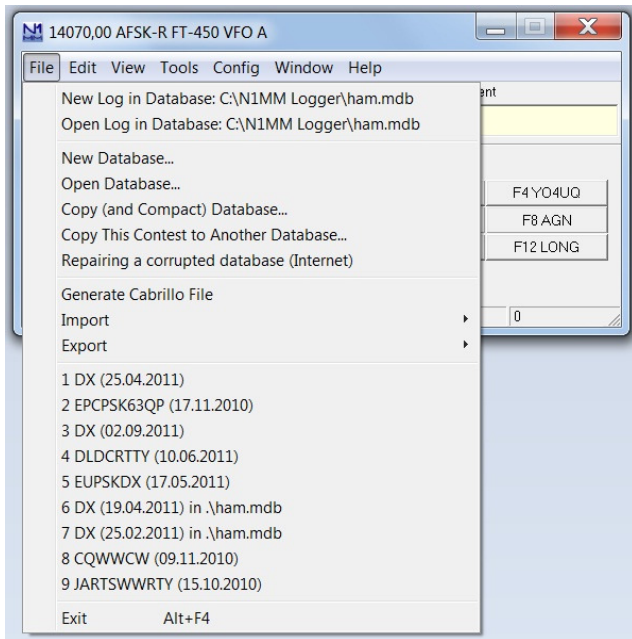 N1 14070,00 AFSK-R FT-450 VFO A
File Edit View Tools Config Window Help
New Log in Database: C:\N1MM Logger\ham.mdb
Open Log in Database: C:\N1MM Logger\ham.mdb
New Database...
Open Database...
F4 YO4UQ
Copy (and Compact) Database...
F8 AGN
Copy This Contest to Another Database...
F12 LONG
Repairing a corrupted database (Internet)
Generate Cabrillo File
Import
0
Export
1 DX (25.04.2011)
2 EPCPSK63QP (17.11.2010)
3 DX (02.09.2011)
4 DLDCRTTY (10.06.2011)
5 EUPSKDX (17.05.2011)
6 DX (19.04.2011) in .\ham.mdb
7 DX (25.02.2011) in .\ham.mdb
8 CQWWCW (09.11.2010)
9 JARTSWWRTY (15.10.2010)
Exit Alt+F4